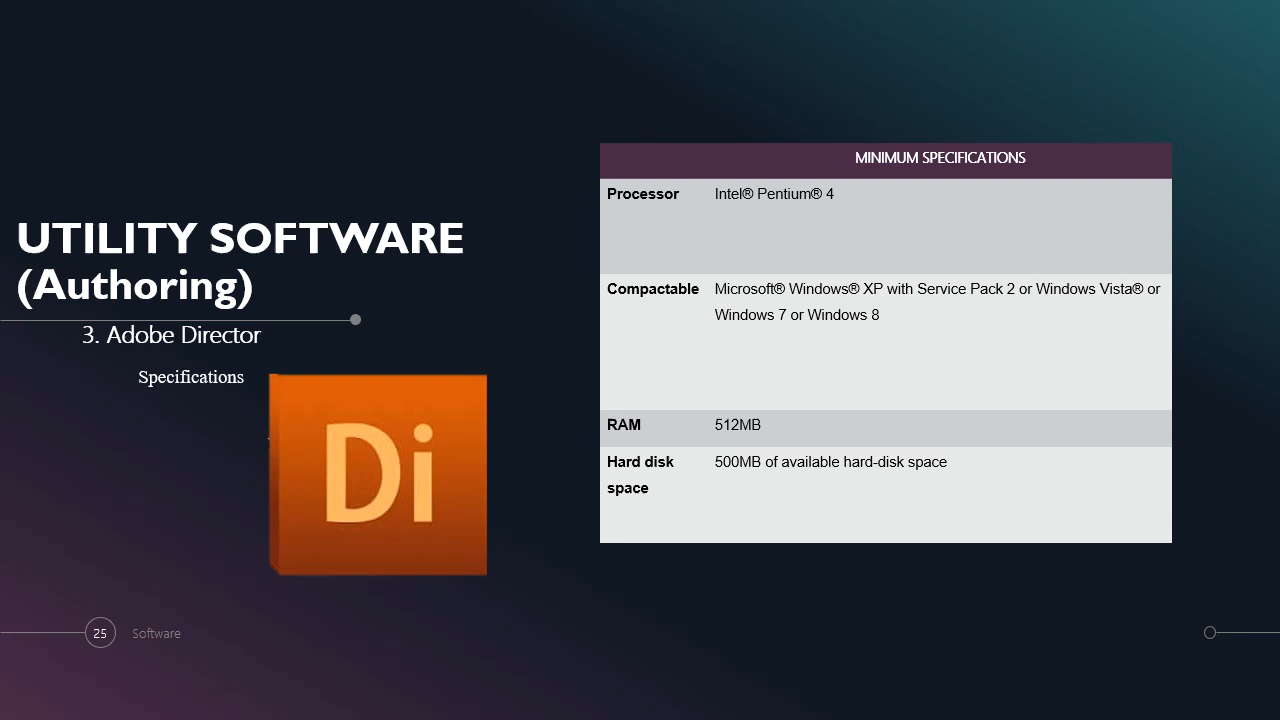 UTILITY SOFTWARE
(Authoring)
3. Adobe Director
Specifications
Di
MINIMUM SPECIFICATIONS
Processor Intel® Pentium® 4
Compactable Microsoft® Windows® XP with Service Pack 2 or Windows Vista® or
Windows 7 or Windows 8
RAM 512MB
Hard disk 500MB of available hard-disk space
space
25 Software